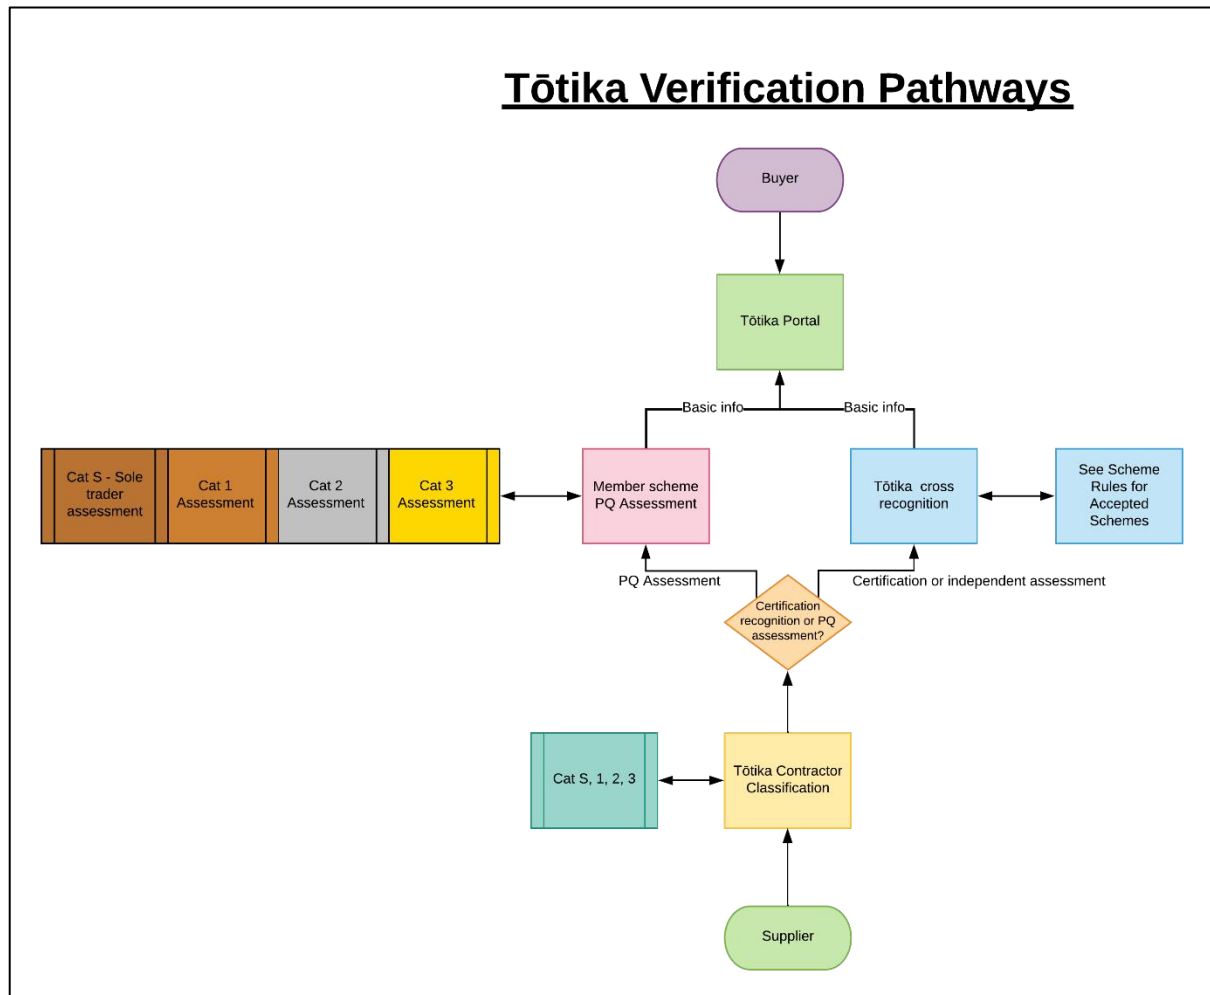 Tōtika Verification Pathways
Buyer
Tōtika Portal
Basic info
Basic info
Cat S - Sole
trader
assessment
Cat 1
Assessment
Cat 2
Assessment
Cat 3
Assessment
Member scheme
PQ Assessment
Tōtika cross
recognition
See Scheme
Rules for
Accepted
Schemes
PQ Assessment
Certification or independent assessment
Certification
recognition or PQ
assessment?
Cat S, 1, 2, 3
Tōtika Contractor
Classification
Supplier